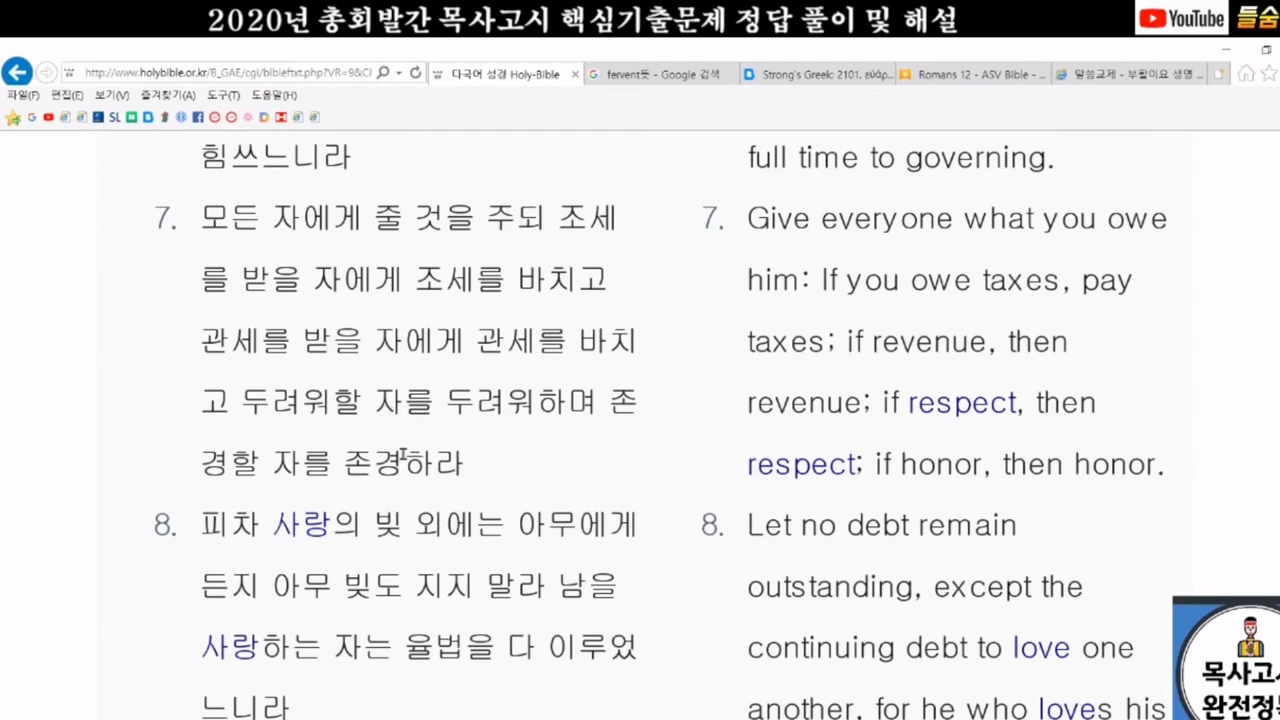 2020년 총회발간 목사고시 핵심기출문제 정답 풀이 및 해설
YouTube 들숨
http://www.holybible.or.kr/B_GAE/cgi/bibleftxt.php?VR=9&CI
다국어 성경 Holy-Bible
fervent뜻 - Google 검색
Strong's Greek: 2101. εὐάρ...
Romans 12 - ASV Bible - ...
말씀교제 - 부활이요 생명 ...
파일(F) 편집(E) 보기(V) 즐겨찾기(A) 도구(T) 도움말(H)
힘쓰느니라
7. 모든 자에게 줄 것을 주되 조세
를 받을 자에게 조세를 바치고
관세를 받을 자에게 관세를 바치
고 두려워할 자를 두려워하며 존
경할 자를 존경하라
8. 피차 사랑의 빚 외에는 아무에게
든지 아무 빚도 지지 말라 남을
사랑하는 자는 율법을 다 이루었
느니라
full time to governing.
7. Give everyone what you owe
him: If you owe taxes, pay
taxes; if revenue, then
revenue; if respect, then
respect; if honor, then honor.
8. Let no debt remain
outstanding, except the
continuing debt to love one
another, for he who loves his
목사고시
완전정복